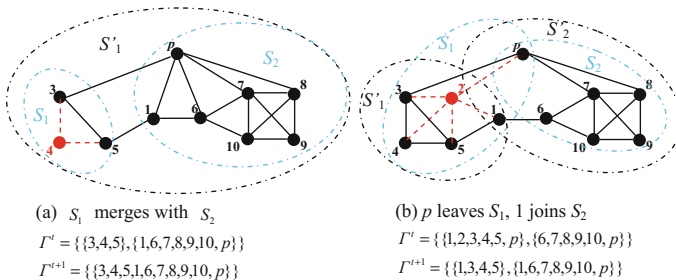 S'₁
p
S₂
3
S₁
4
5
1
6
7
8
10
9
S₁
S'₂
p
S₂
S'₁
3
2
4
5
1
6
7
8
10
9
(a) S₁ merges with S₂
Γᵗ = {{3,4,5},{1,6,7,8,9,10, p}}
Γᵗ⁺¹ = {{3,4,5,1,6,7,8,9,10, p}}
(b) p leaves S₁, 1 joins S₂
Γᵗ = {{1,2,3,4,5, p},{6,7,8,9,10, p}}
Γᵗ⁺¹ = {{1,3,4,5},{1,6,7,8,9,10, p}}